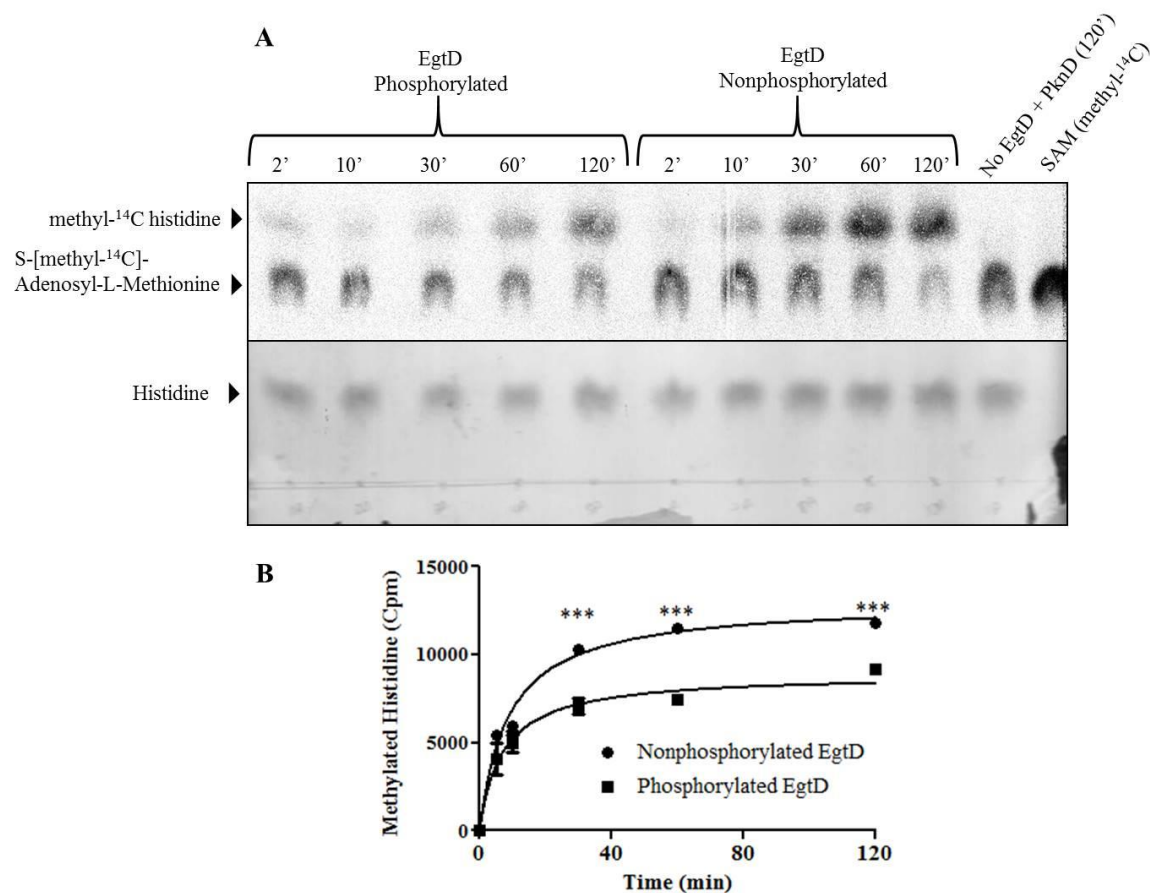 A
EgtD
Phosphorylated
EgtD
Nonphosphorylated
No EgtD + PknD (120’)
SAM (methyl-¹⁴C)
2’ 10’ 30’ 60’ 120’ 2’ 10’ 30’ 60’ 120’
methyl-¹⁴C histidine
S-[methyl-¹⁴C]-
Adenosyl-L-Methionine
Histidine
B
Methylated Histidine (Cpm)
15000
10000
5000
0
*** *** ***
Nonphosphorylated EgtD
Phosphorylated EgtD
0 40 80 120
Time (min)